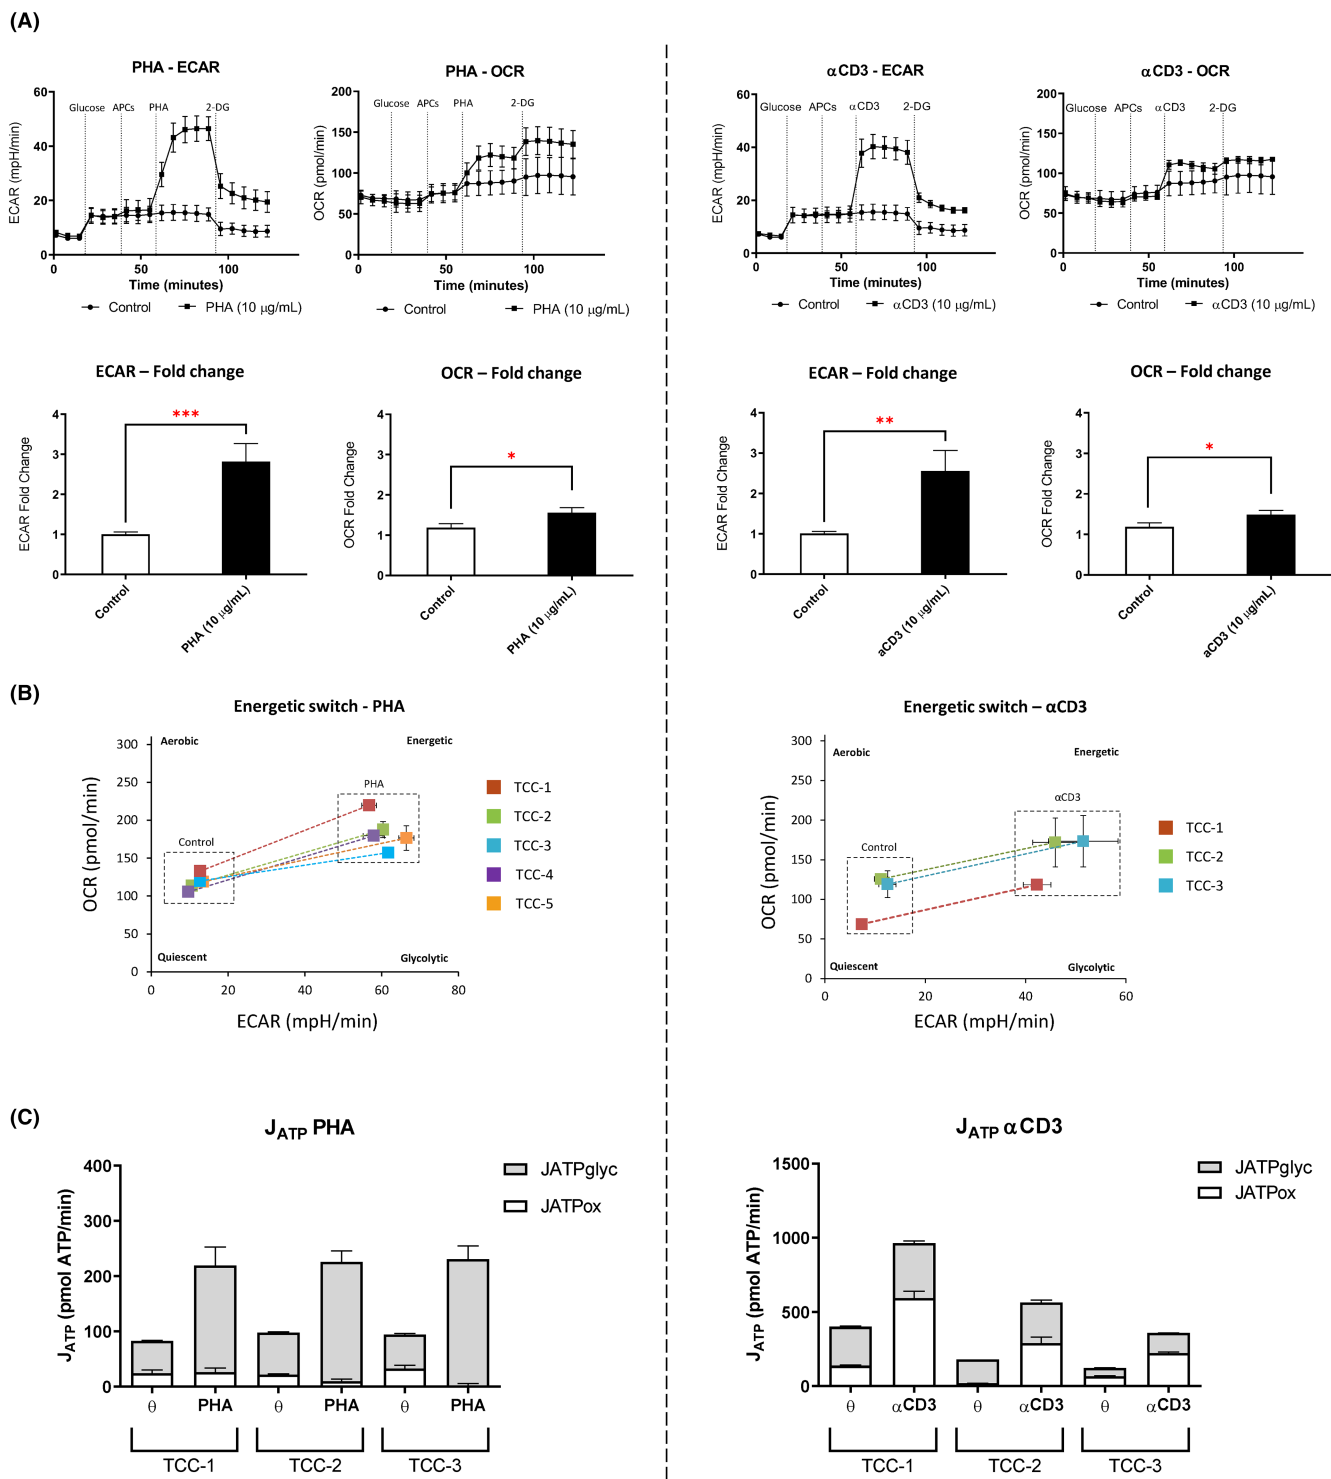 (A)
PHA - ECAR
ECAR (mpH/min)
60
40
20
0
Glucose APCs PHA 2-DG
0 50 100
Time (minutes)
Control PHA (10 μg/mL)
PHA - OCR
OCR (pmol/min)
200
150
100
50
0
Glucose APCs PHA 2-DG
0 50 100
Time (minutes)
Control PHA (10 μg/mL)
αCD3 - ECAR
ECAR (mpH/min)
60
40
20
0
Glucose APCs αCD3 2-DG
0 50 100
Time (minutes)
Control αCD3 (10 μg/mL)
αCD3 - OCR
OCR (pmol/min)
200
150
100
50
0
Glucose APCs αCD3 2-DG
0 50 100
Time (minutes)
Control αCD3 (10 μg/mL)
ECAR – Fold change
ECAR Fold Change
4
3
2
1
0
***
Control
PHA (10 μg/mL)
OCR – Fold change
OCR Fold Change
4
3
2
1
0
*
Control
PHA (10 μg/mL)
ECAR – Fold change
ECAR Fold Change
4
3
2
1
0
**
Control
aCD3 (10 μg/mL)
OCR – Fold change
OCR Fold Change
4
3
2
1
0
*
Control
aCD3 (10 μg/mL)
(B)
Energetic switch - PHA
OCR (pmol/min)
300
250
200
150
100
50
0
Aerobic Energetic
PHA
Control
Quiescent Glycolytic
0 20 40 60 80
ECAR (mpH/min)
TCC-1
TCC-2
TCC-3
TCC-4
TCC-5
Energetic switch – αCD3
OCR (pmol/min)
300
250
200
150
100
50
0
Aerobic Energetic
αCD3
Control
Quiescent Glycolytic
0 20 40 60
ECAR (mpH/min)
TCC-1
TCC-2
TCC-3
(C)
JATP PHA
JATP (pmol ATP/min)
400
300
200
100
0
JATPglyc
JATPox
θ PHA θ PHA θ PHA
TCC-1 TCC-2 TCC-3
JATP αCD3
JATP (pmol ATP/min)
1500
1000
500
0
JATPglyc
JATPox
θ αCD3 θ αCD3 θ αCD3
TCC-1 TCC-2 TCC-3